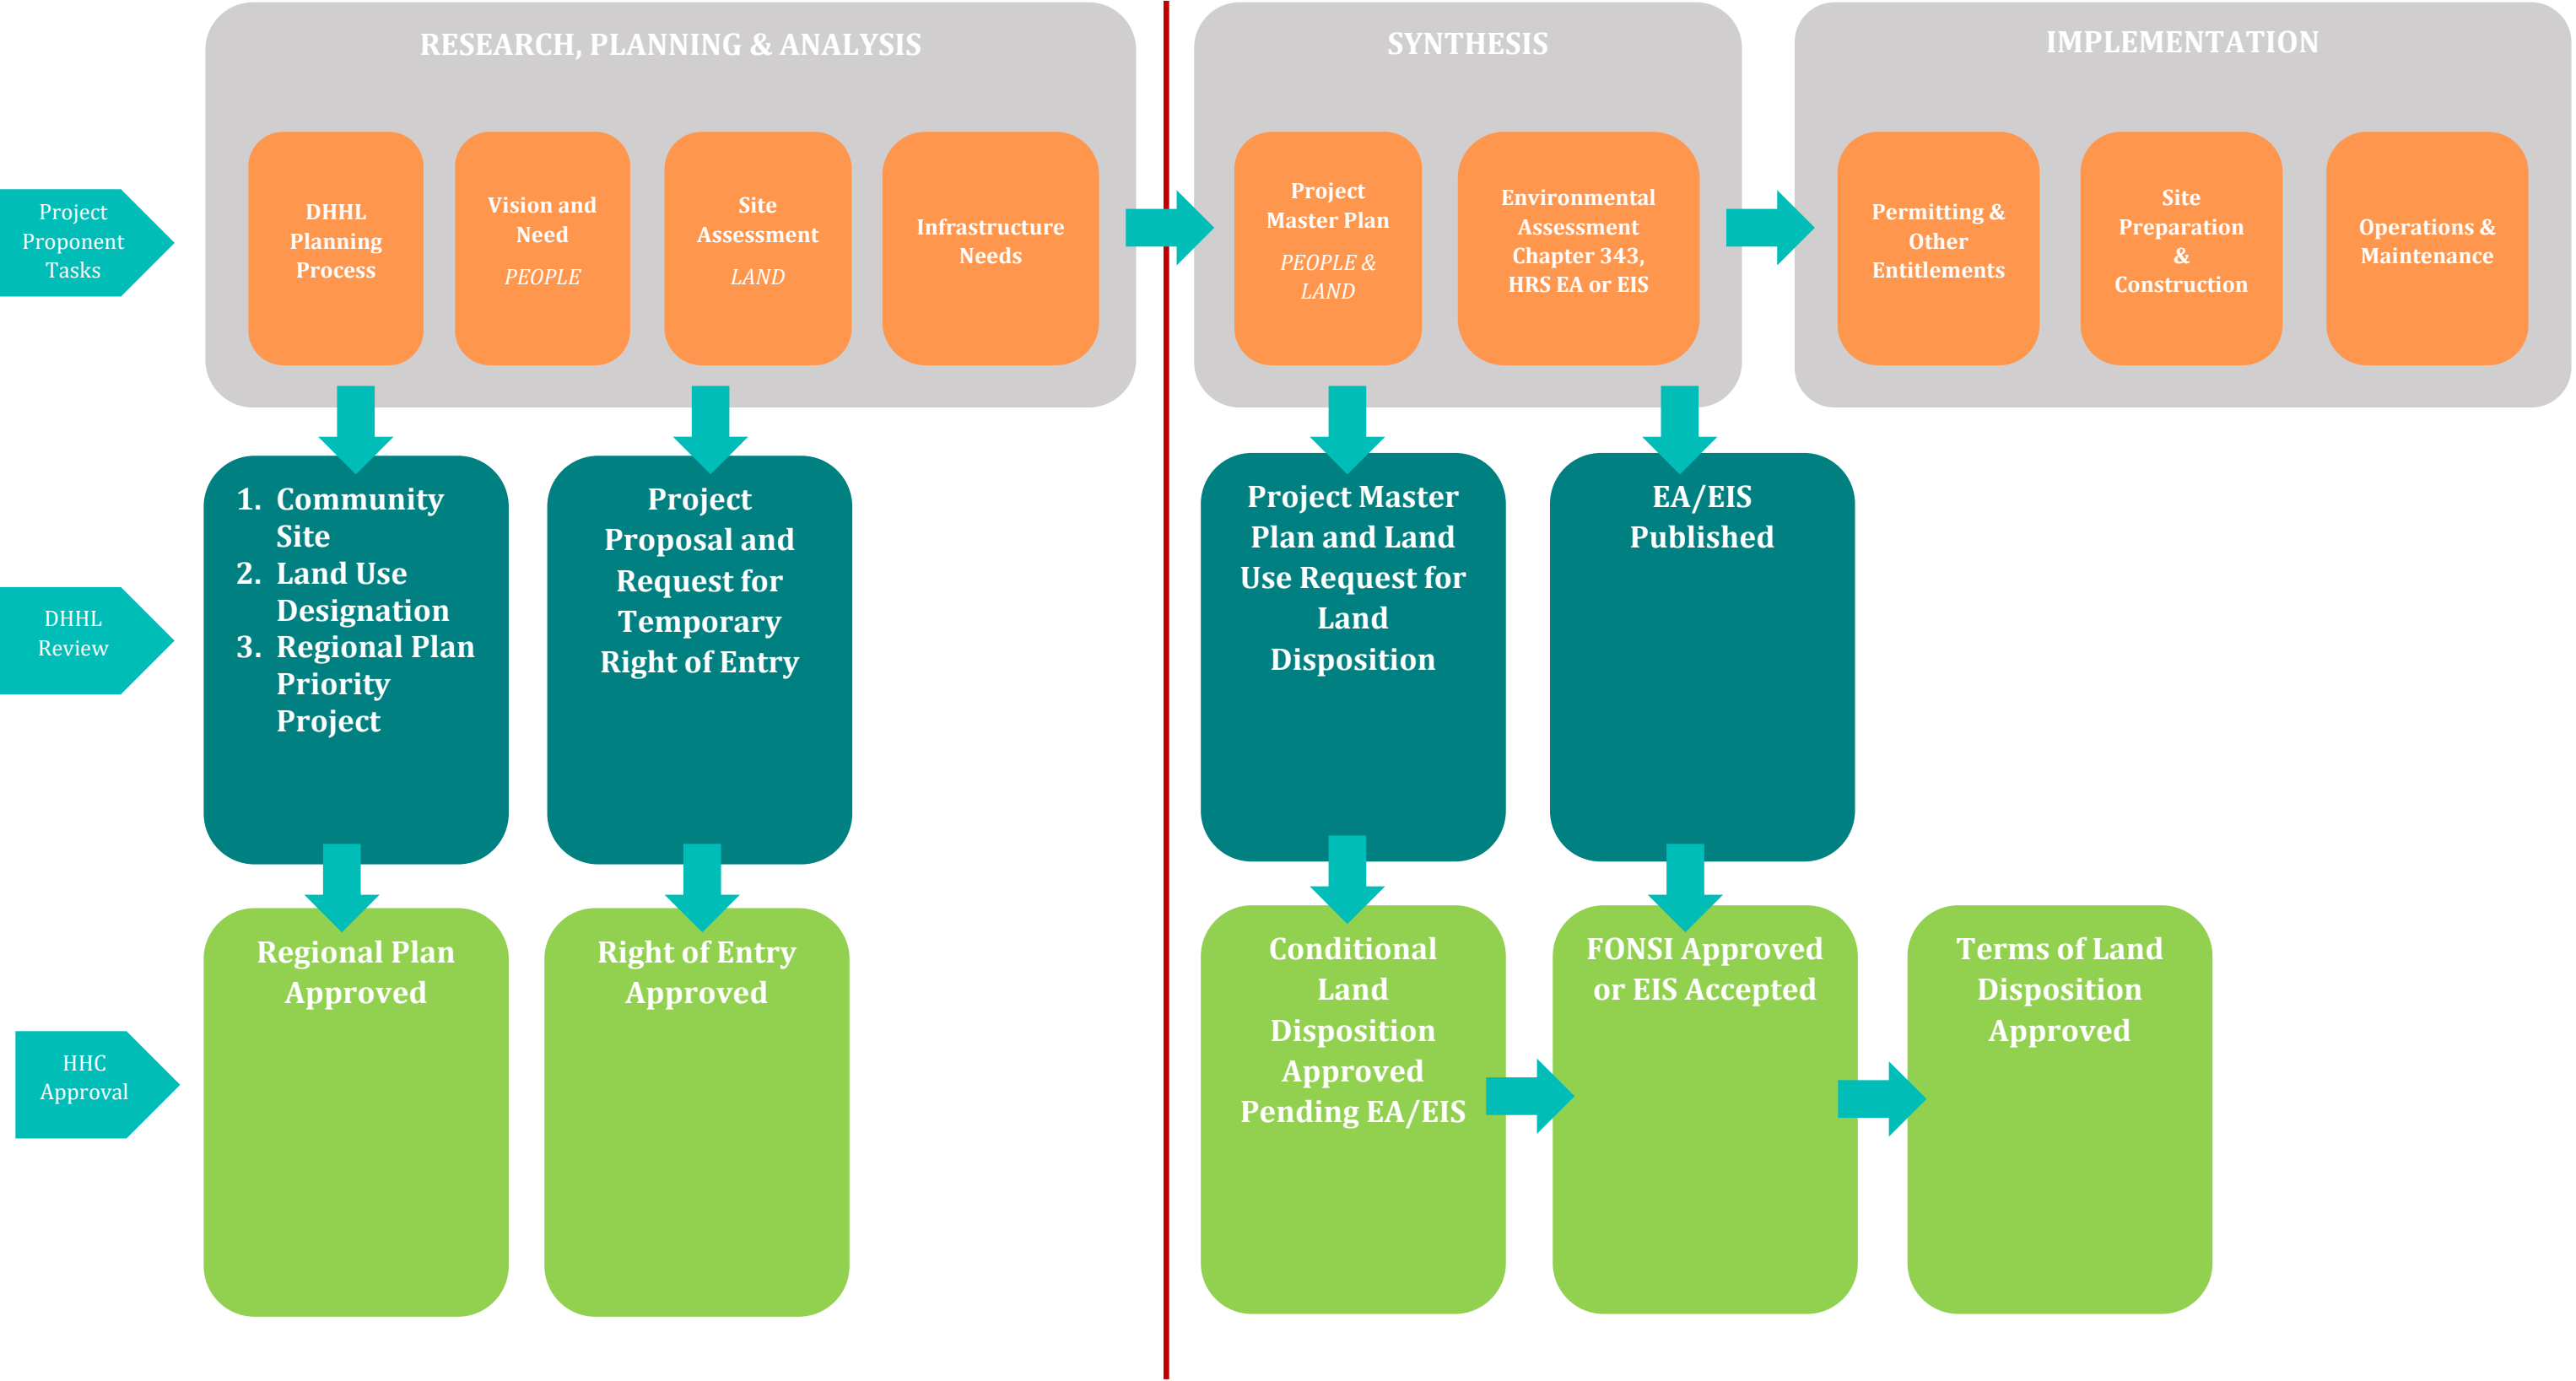 RESEARCH, PLANNING & ANALYSIS
SYNTHESIS
IMPLEMENTATION
Project
Proponent
Tasks
DHHL
Planning
Process
Vision and
Need
PEOPLE
Site
Assessment
LAND
Infrastructure
Needs
Project
Master Plan
PEOPLE &
LAND
Environmental
Assessment
Chapter 343,
HRS EA or EIS
Permitting &
Other
Entitlements
Site
Preparation
&
Construction
Operations &
Maintenance
DHHL
Review
1. Community
Site
2. Land Use
Designation
3. Regional Plan
Priority
Project
Project
Proposal and
Request for
Temporary
Right of Entry
Project Master
Plan and Land
Use Request for
Land
Disposition
EA/EIS
Published
HHC
Approval
Regional Plan
Approved
Right of Entry
Approved
Conditional
Land
Disposition
Approved
Pending EA/EIS
FONSI Approved
or EIS Accepted
Terms of Land
Disposition
Approved